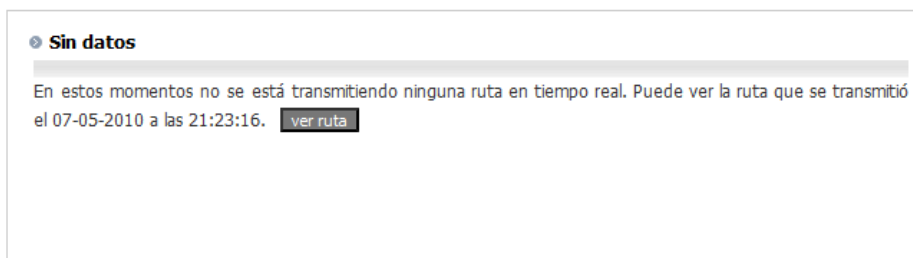 Sin datos
En estos momentos no se está transmitiendo ninguna ruta en tiempo real. Puede ver la ruta que se transmitió
el 07-05-2010 a las 21:23:16. ver ruta